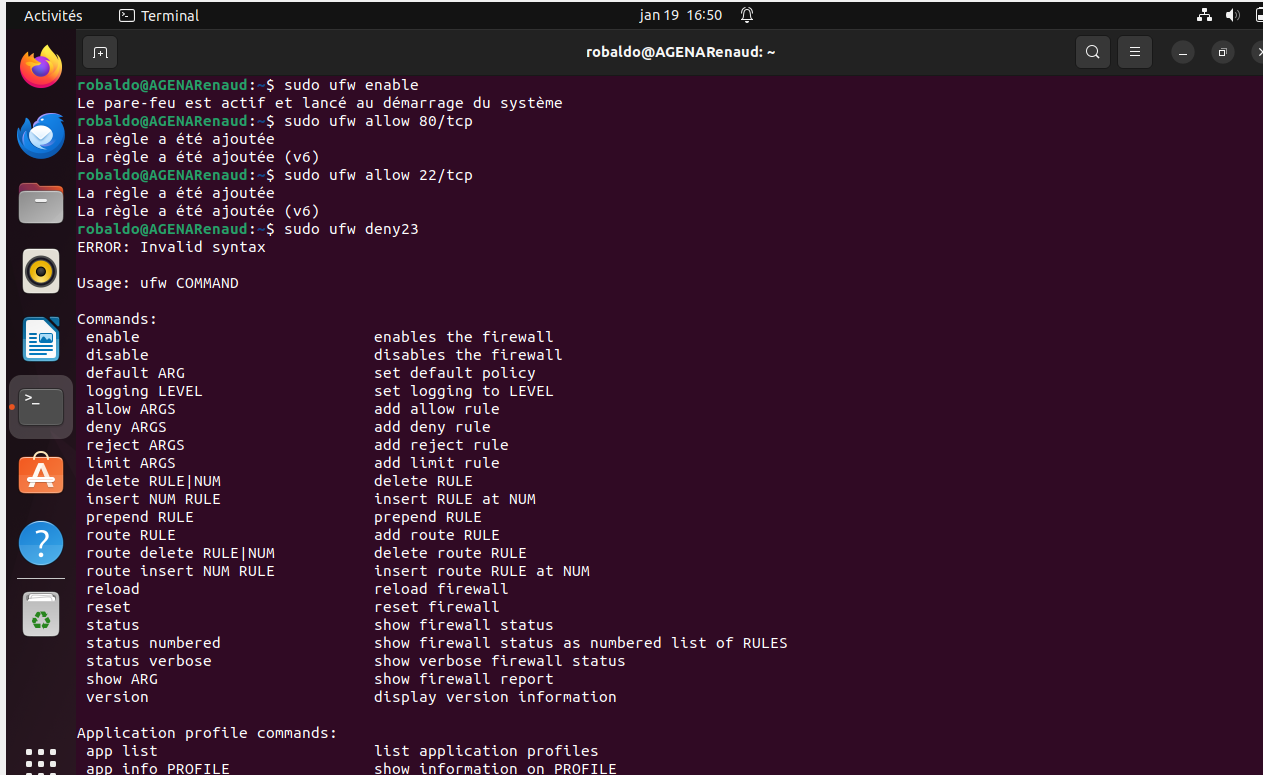 Activités Terminal jan 19 16:50
robaldo@AGENARenaud: ~
robaldo@AGENARenaud:~$ sudo ufw enable
Le pare-feu est actif et lancé au démarrage du système
robaldo@AGENARenaud:~$ sudo ufw allow 80/tcp
La règle a été ajoutée
La règle a été ajoutée (v6)
robaldo@AGENARenaud:~$ sudo ufw allow 22/tcp
La règle a été ajoutée
La règle a été ajoutée (v6)
robaldo@AGENARenaud:~$ sudo ufw deny23
ERROR: Invalid syntax
Usage: ufw COMMAND
Commands:
enable enables the firewall
disable disables the firewall
default ARG set default policy
logging LEVEL set logging to LEVEL
allow ARGS add allow rule
deny ARGS add deny rule
reject ARGS add reject rule
limit ARGS add limit rule
delete RULE|NUM delete RULE
insert NUM RULE insert RULE at NUM
prepend RULE prepend RULE
route RULE add route RULE
route delete RULE|NUM delete route RULE
route insert NUM RULE insert route RULE at NUM
reload reload firewall
reset reset firewall
status show firewall status
status numbered show firewall status as numbered list of RULES
status verbose show verbose firewall status
show ARG show firewall report
version display version information
Application profile commands:
app list list application profiles
app info PROFILE show information on PROFILE